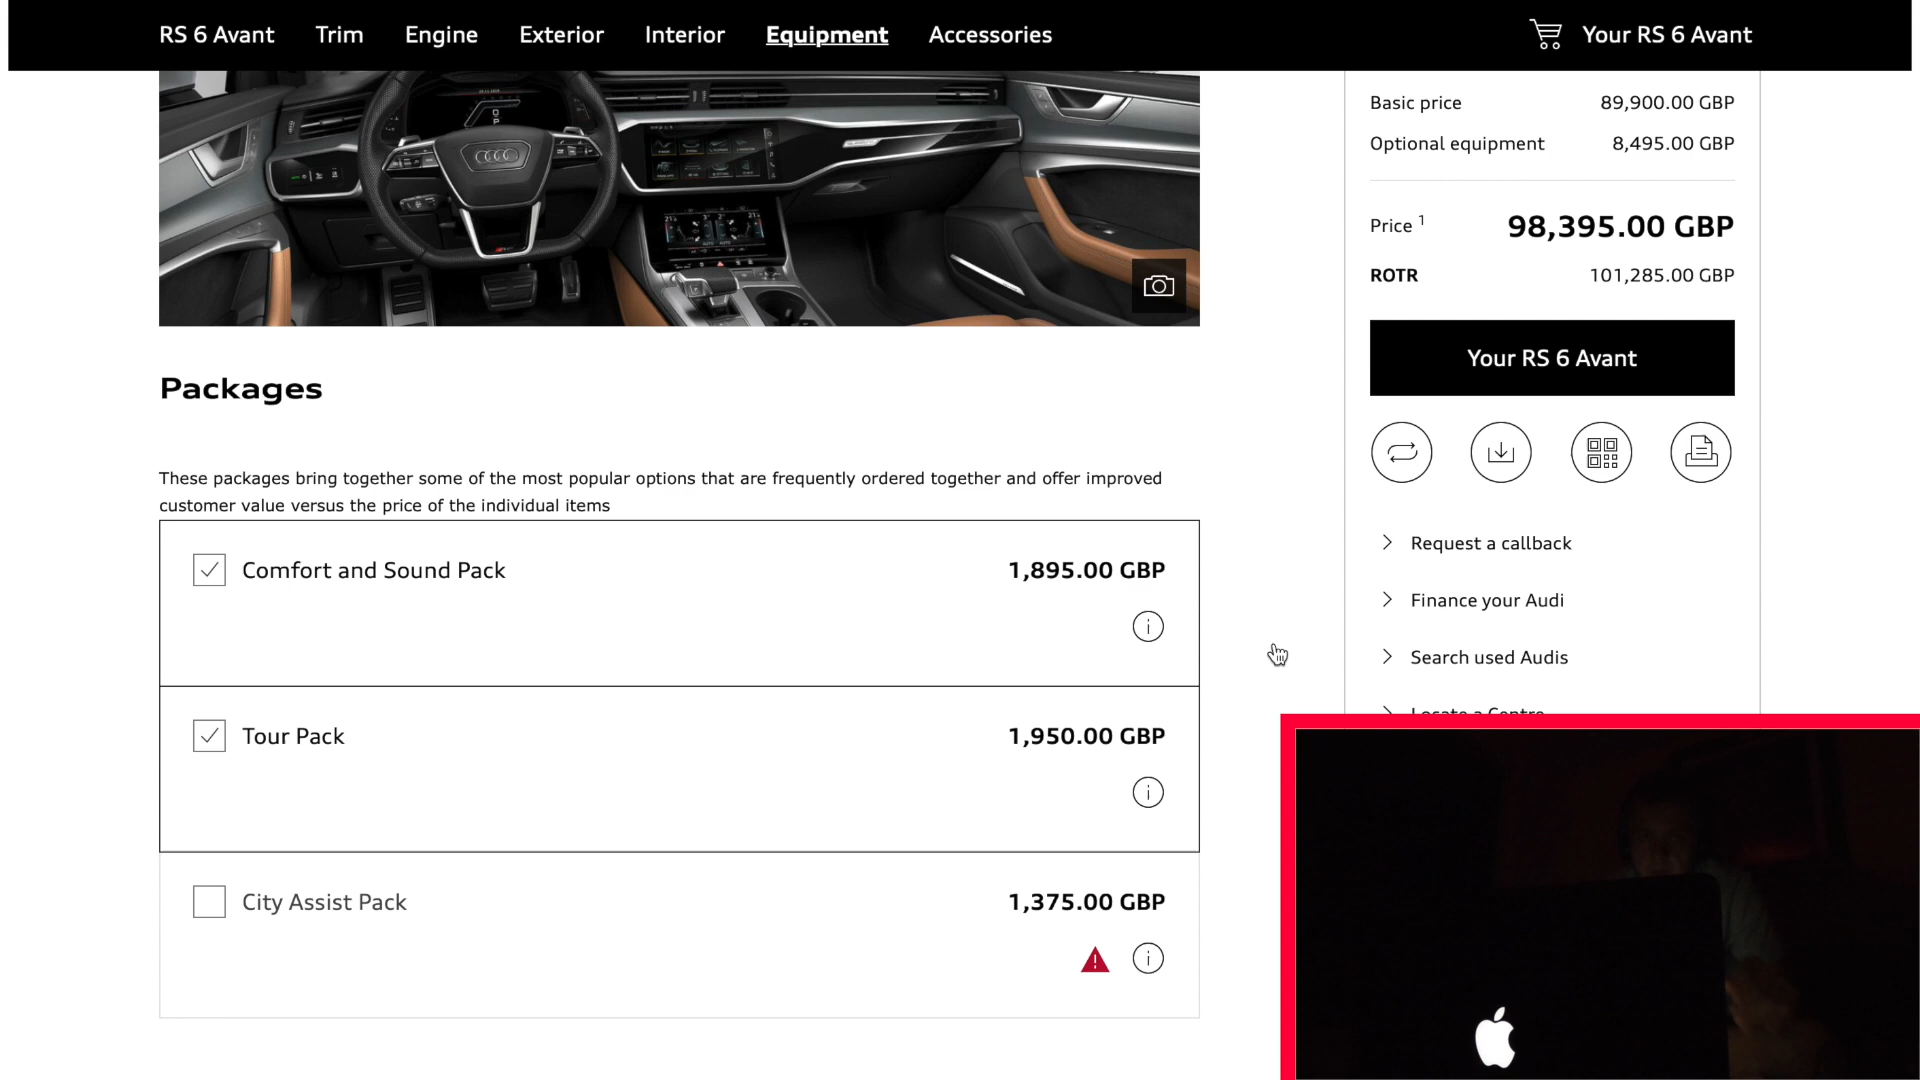 RS 6 Avant
Trim
Engine
Exterior
Interior
Equipment
Accessories
Your RS 6 Avant
Basic price 89,900.00 GBP
Optional equipment 8,495.00 GBP
Price 1 98,395.00 GBP
ROTR 101,285.00 GBP
Your RS 6 Avant
Request a callback
Finance your Audi
Search used Audis
Locate a Centre
Packages
These packages bring together some of the most popular options that are frequently ordered together and offer improved
customer value versus the price of the individual items
Comfort and Sound Pack 1,895.00 GBP
Tour Pack 1,950.00 GBP
City Assist Pack 1,375.00 GBP